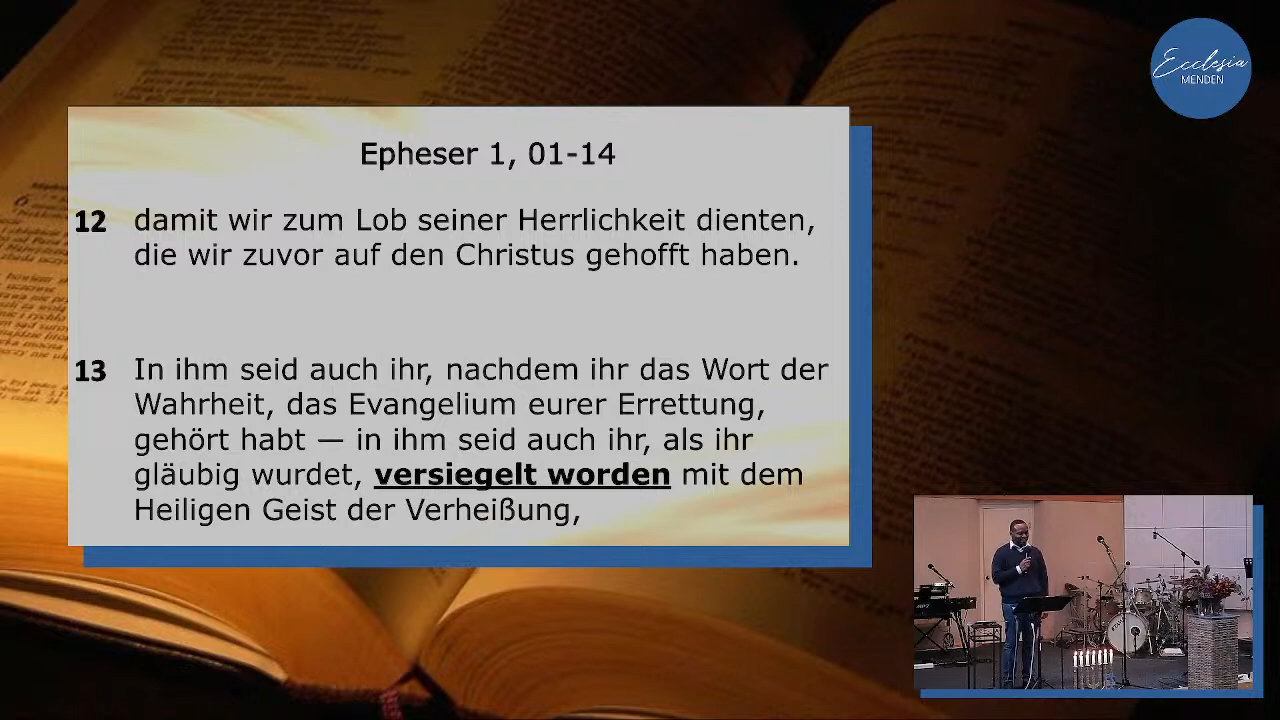 Ecclesia
MENDEN
Epheser 1, 01-14
12 damit wir zum Lob seiner Herrlichkeit dienten,
die wir zuvor auf den Christus gehofft haben.
13 In ihm seid auch ihr, nachdem ihr das Wort der
Wahrheit, das Evangelium eurer Errettung,
gehört habt — in ihm seid auch ihr, als ihr
gläubig wurdet, versiegelt worden mit dem
Heiligen Geist der Verheißung,